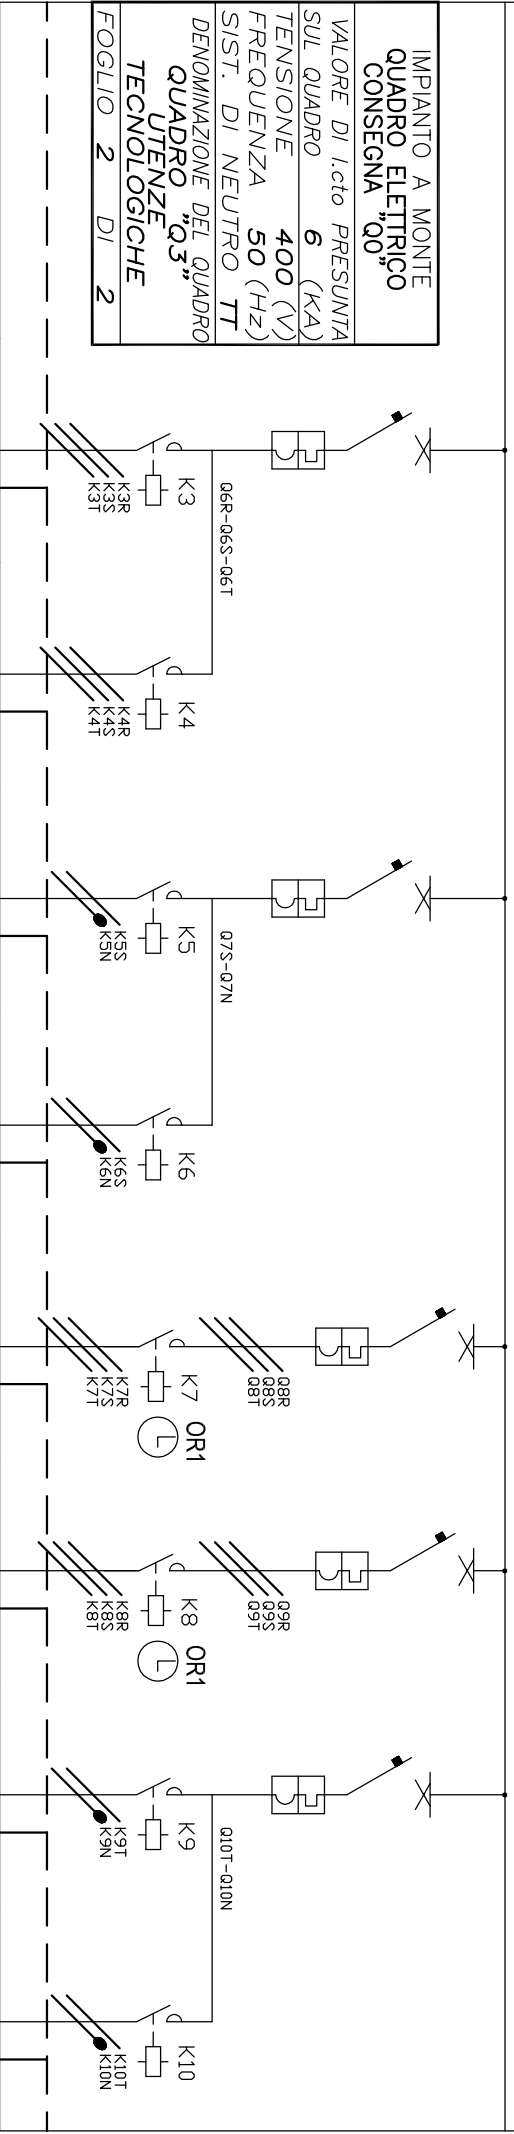 IMPIANTO A MONTE
QUADRO ELETTRICO
CONSEGNA "Q0"
VALORE DI I.cto PRESUNTA
SUL QUADRO 6 (KA)
TENSIONE 400 (V)
FREQUENZA 50 (Hz)
SIST. DI NEUTRO TT
DENOMINAZIONE DEL QUADRO
QUADRO "Q3"
UTENZE
TECNOLOGICHE
FOGLIO 2 DI 2
Q6R-Q6S-Q6T
K3
K3R
K3S
K3T
K4
K4R
K4S
K4T
Q7S-Q7N
K5
K5S
K5N
K6
K6S
K6N
Q8R
Q8S
Q8T
K7
OR1
K7R
K7S
K7T
Q9R
Q9S
Q9T
K8
OR1
K8R
K8S
K8T
Q10T-Q10N
K9
K9T
K9N
K10
K10T
K10N